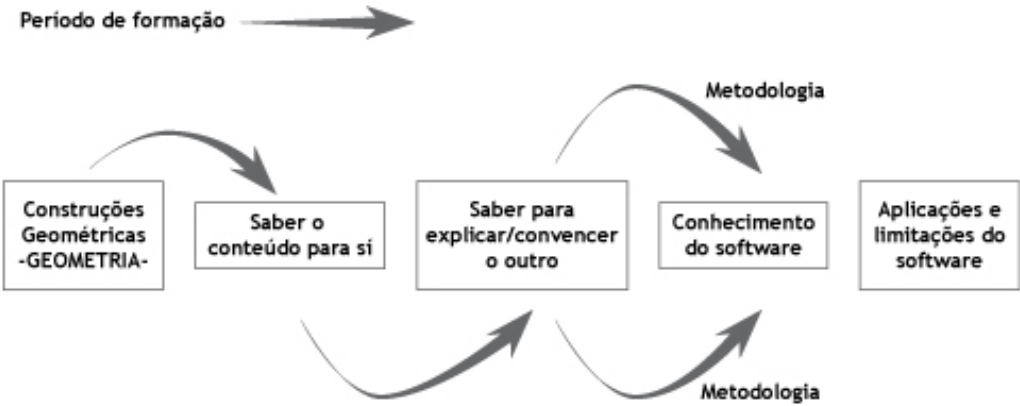 Período de formação
Metodologia
Construções
Geométricas
-GEOMETRIA-
Saber o
conteúdo para sí
Saber para
explicar/convencer
o outro
Conhecimento
do software
Aplicações e
limitações do
software
Metodologia